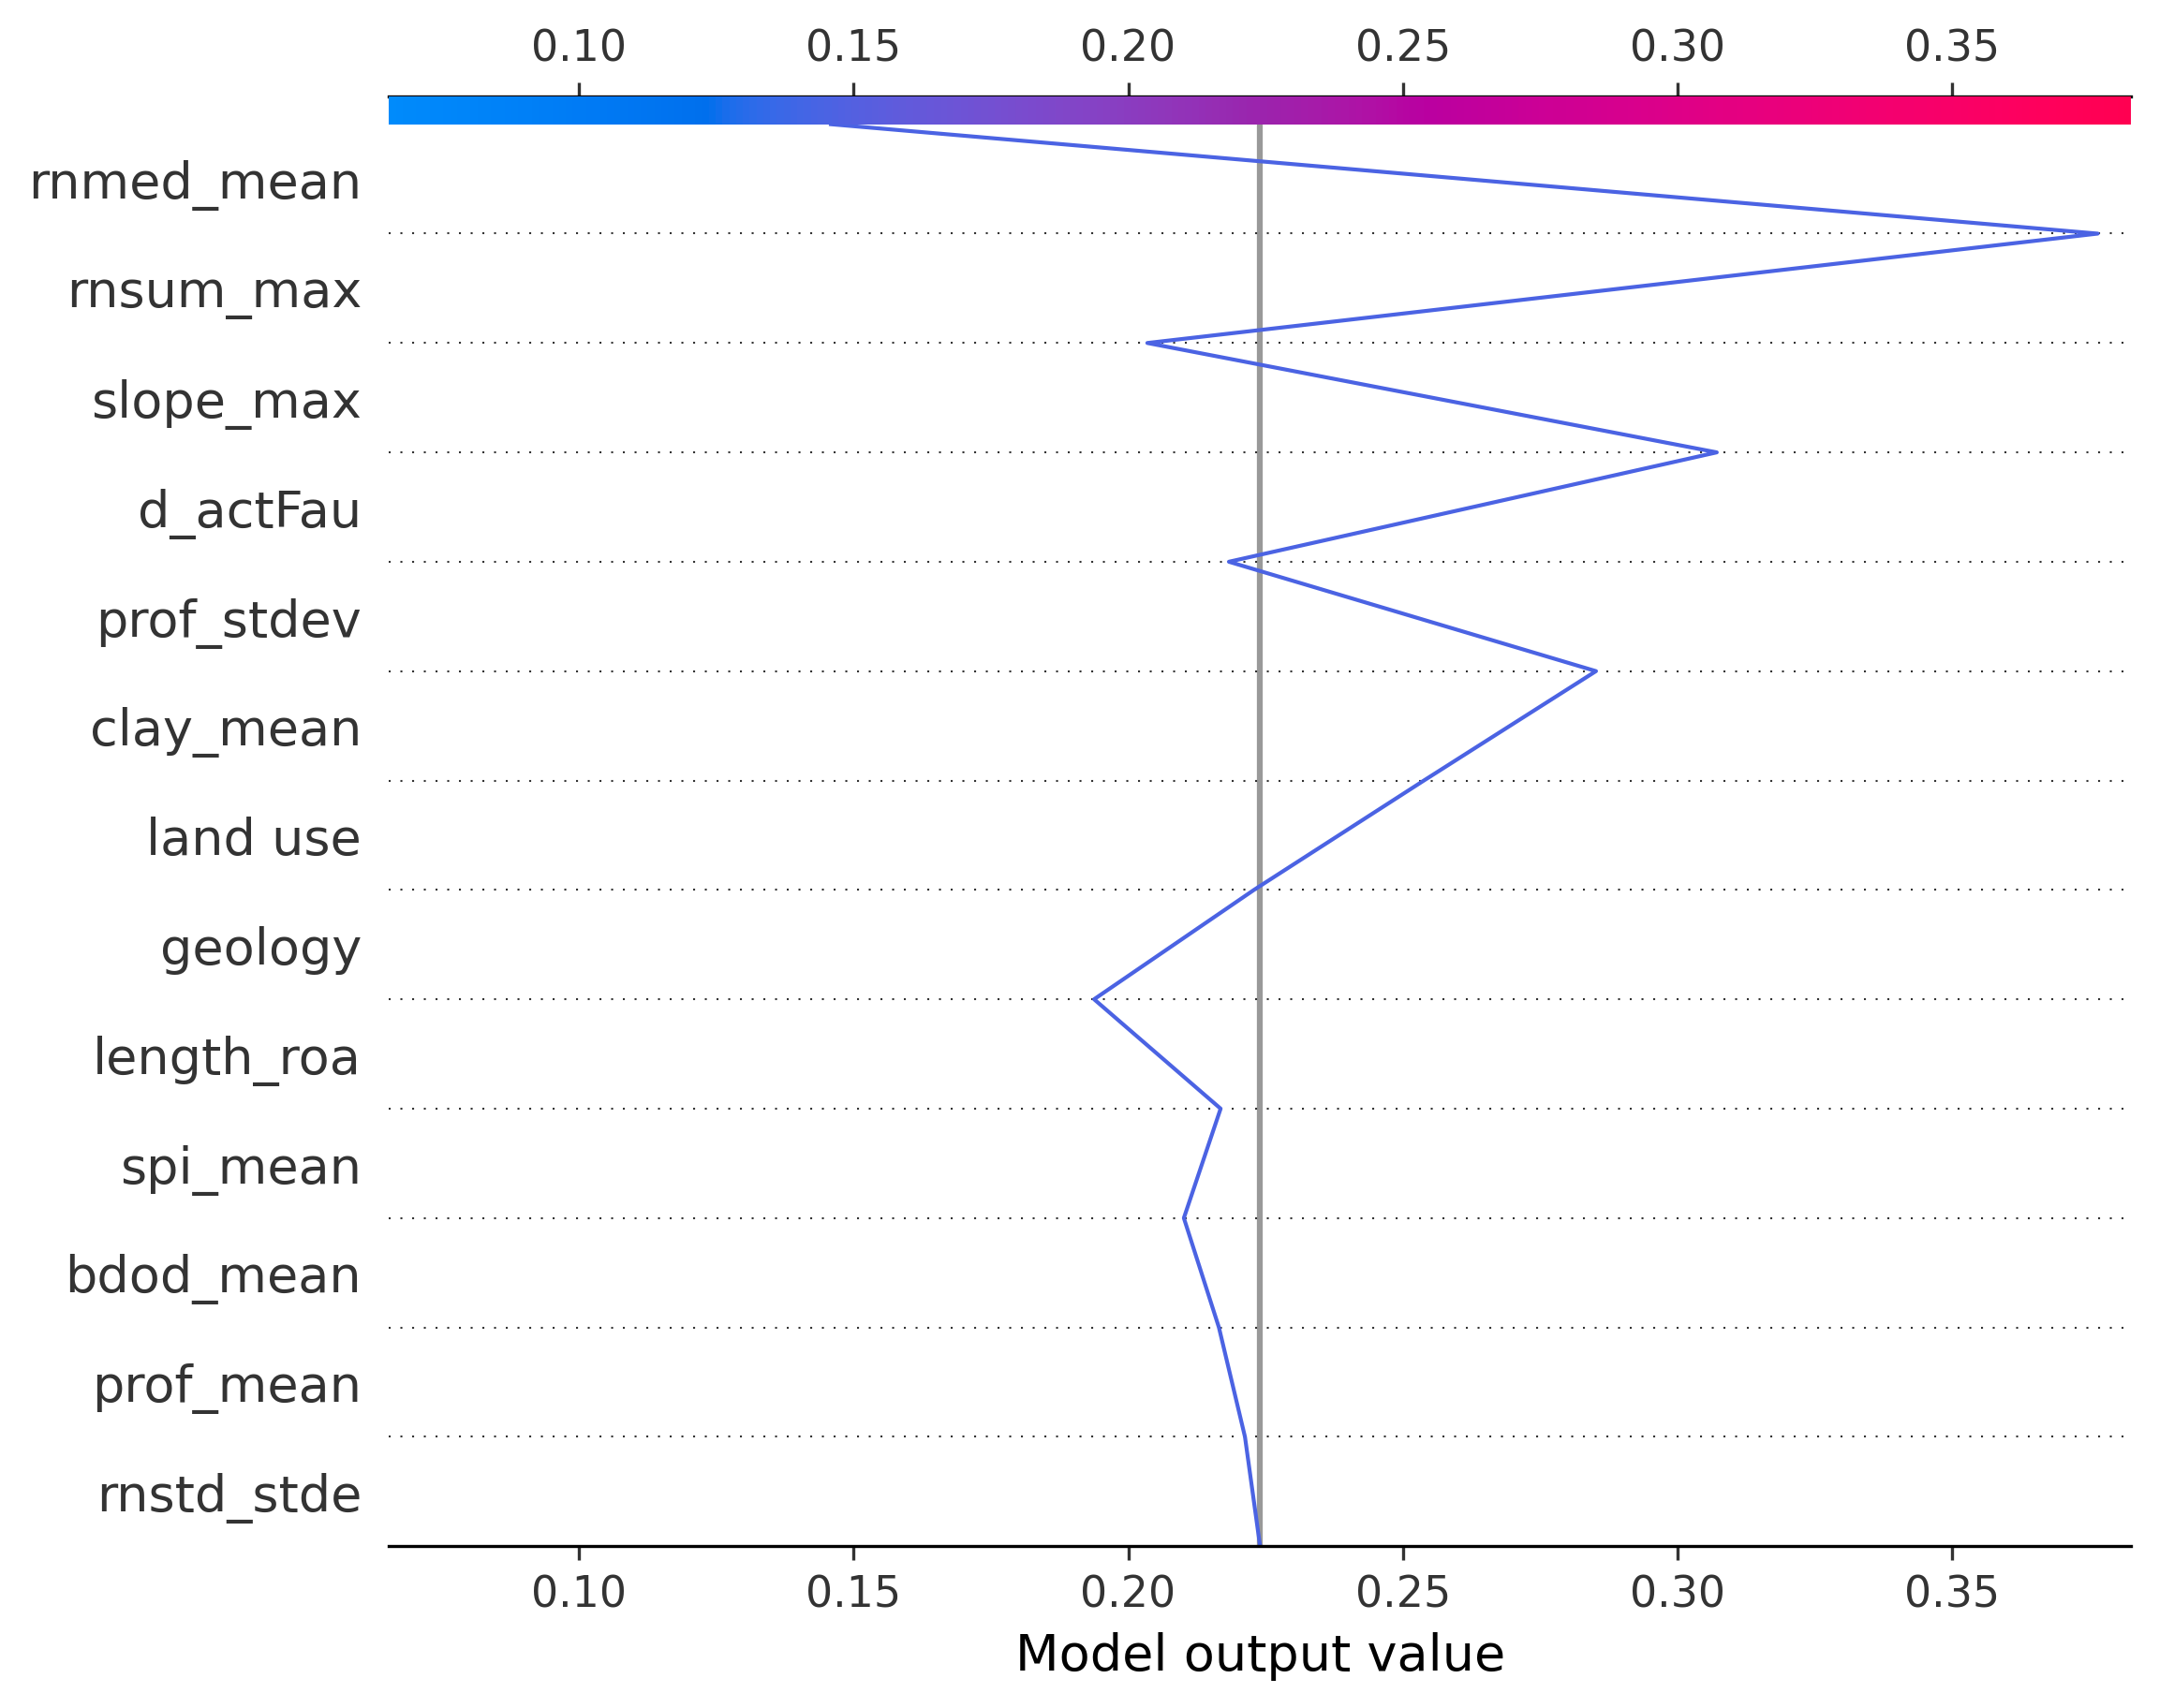 0.10 0.15 0.20 0.25 0.30 0.35
rnmed_mean
rnsum_max
slope_max
d_actFau
prof_stdev
clay_mean
land use
geology
length_roa
spi_mean
bdod_mean
prof_mean
rnstd_stde
0.10 0.15 0.20 0.25 0.30 0.35
Model output value